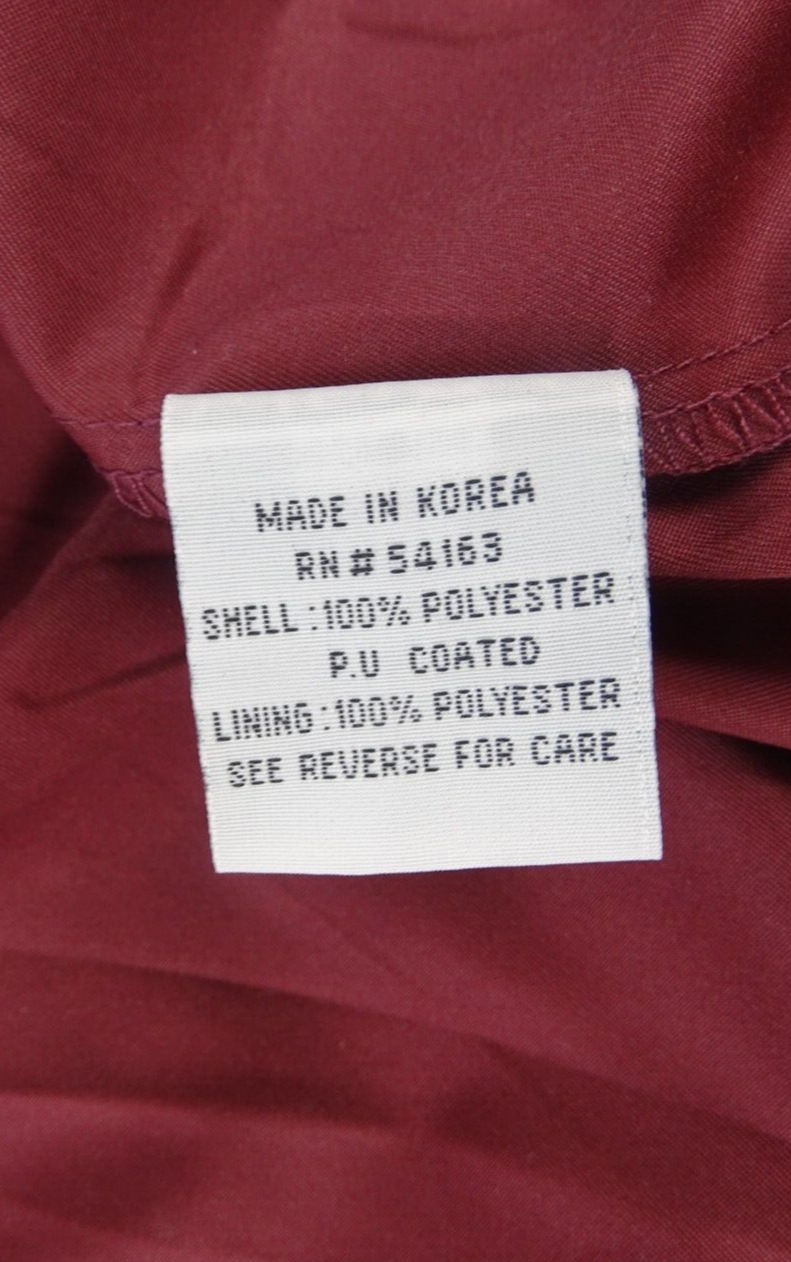 MADE IN KOREA
RN # 54163
SHELL : 100% POLYESTER
P.U COATED
LINING : 100% POLYESTER
SEE REVERSE FOR CARE